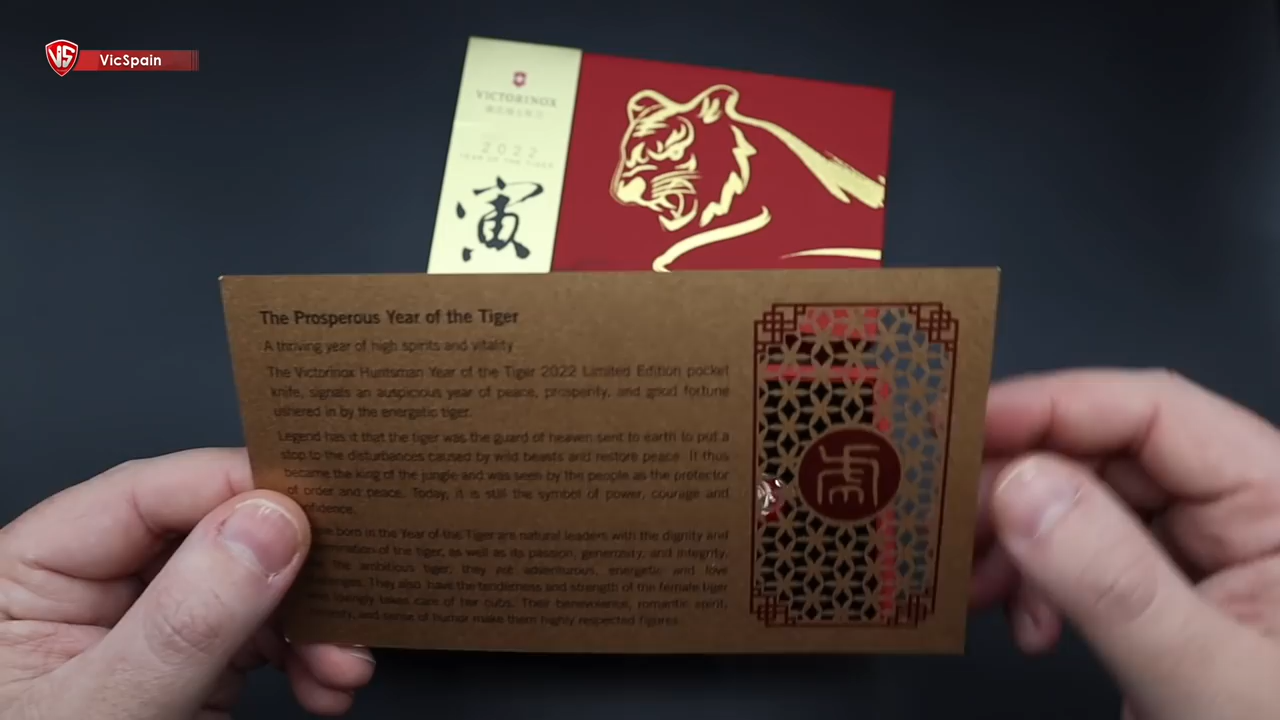 VS
VicSpain
VICTORINOX
2022
YEAR OF THE TIGER
寅
The Prosperous Year of the Tiger
A thriving year of high spirits and vitality
The Victorinox Huntsman Year of the Tiger 2022 Limited Edition pocket
knife, signals an auspicious year of peace, prosperity, and good fortune
ushered in by the energetic tiger.
Legend has it that the tiger was the guard of heaven sent to earth to put a
stop to the disturbances caused by wild beasts and restore peace. It thus
became the king of the jungle and was seen by the people as the protector
of order and peace. Today, it is still the symbol of power, courage and
born in the Year of the Tiger are natural leaders with the dignity and
of the tiger, as well as its passion, generosity, and integrity.
the ambitious tiger, they are adventurous, energetic and love
They also have the tenderness and strength of the female tiger
lovingly takes care of her cubs. Their benevolence, romantic spirit,
and sense of humor make them highly respected figures.